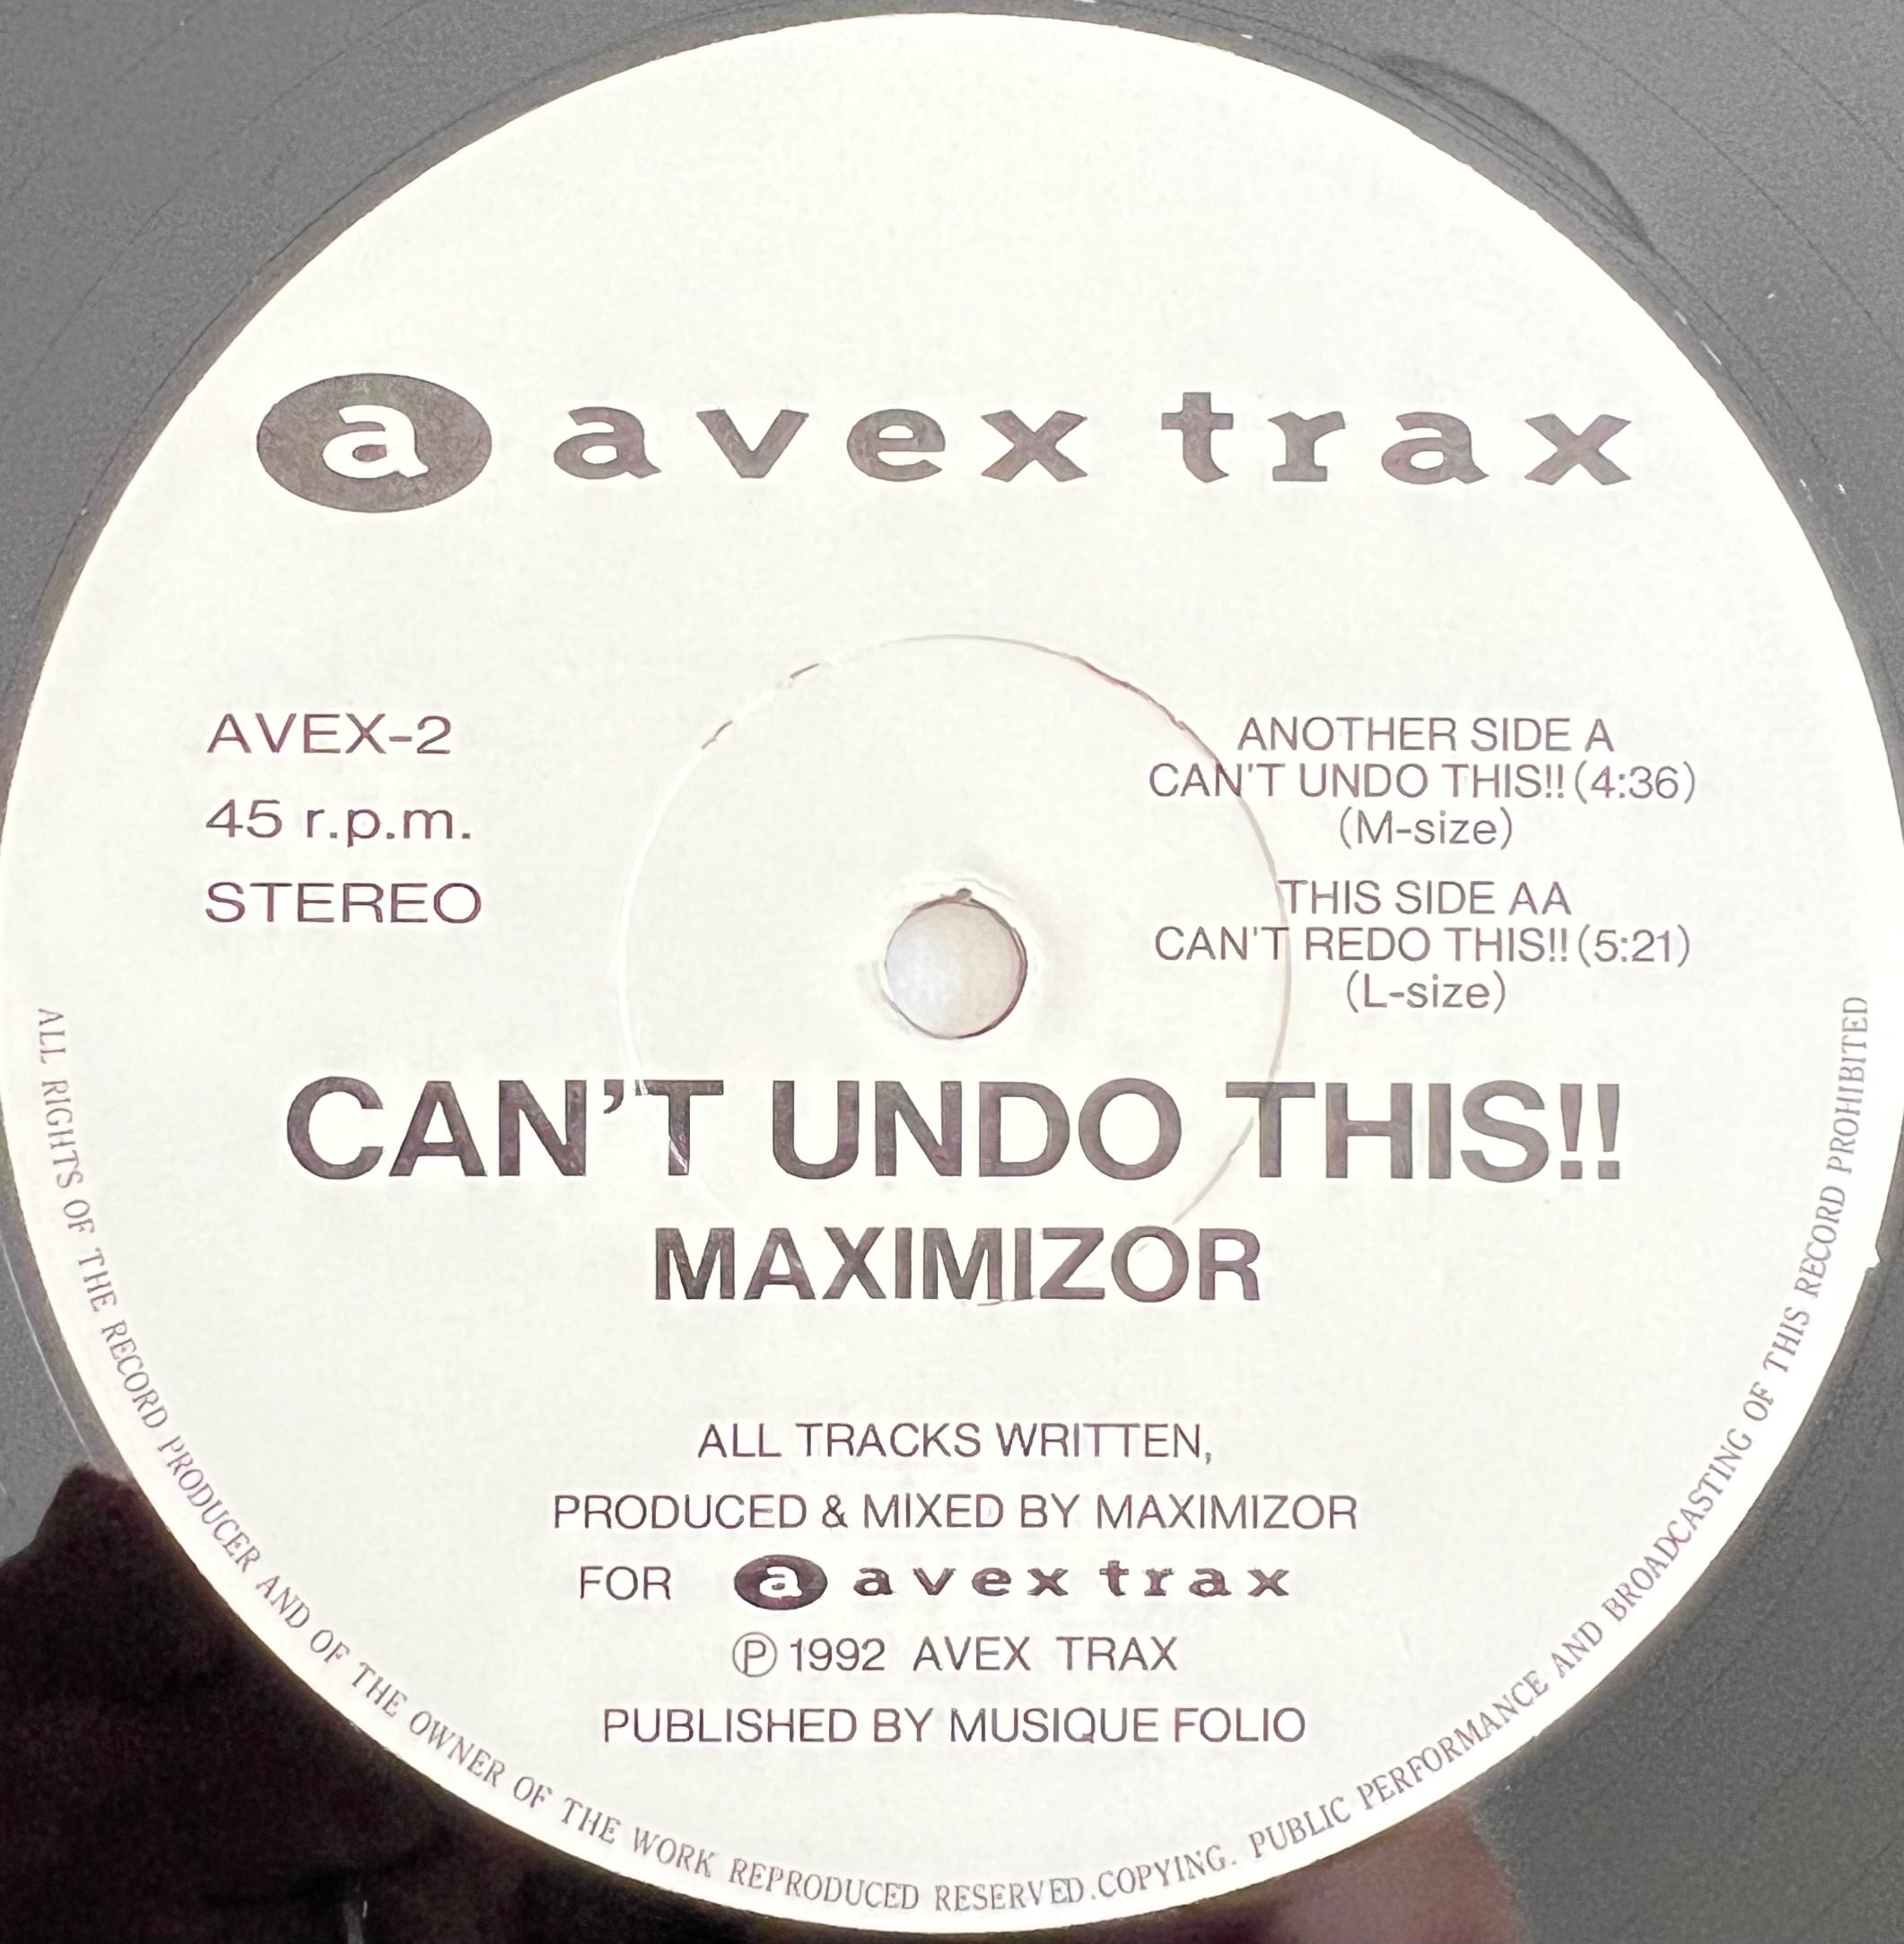 a avex trax
AVEX-2
45 r.p.m.
STEREO
ANOTHER SIDE A
CAN'T UNDO THIS!! (4:36)
(M-size)
THIS SIDE AA
CAN'T REDO THIS!! (5:21)
(L-size)
CAN'T UNDO THIS!!
MAXIMIZOR
ALL TRACKS WRITTEN,
PRODUCED & MIXED BY MAXIMIZOR
FOR a avex trax
Ⓟ 1992 AVEX TRAX
PUBLISHED BY MUSIQUE FOLIO
ALL RIGHTS OF THE RECORD PRODUCER AND OF THE OWNER OF THE WORK REPRODUCED RESERVED.COPYING. PUBLIC PERFORMANCE AND BROADCASTING OF THIS RECORD PROHIBITED